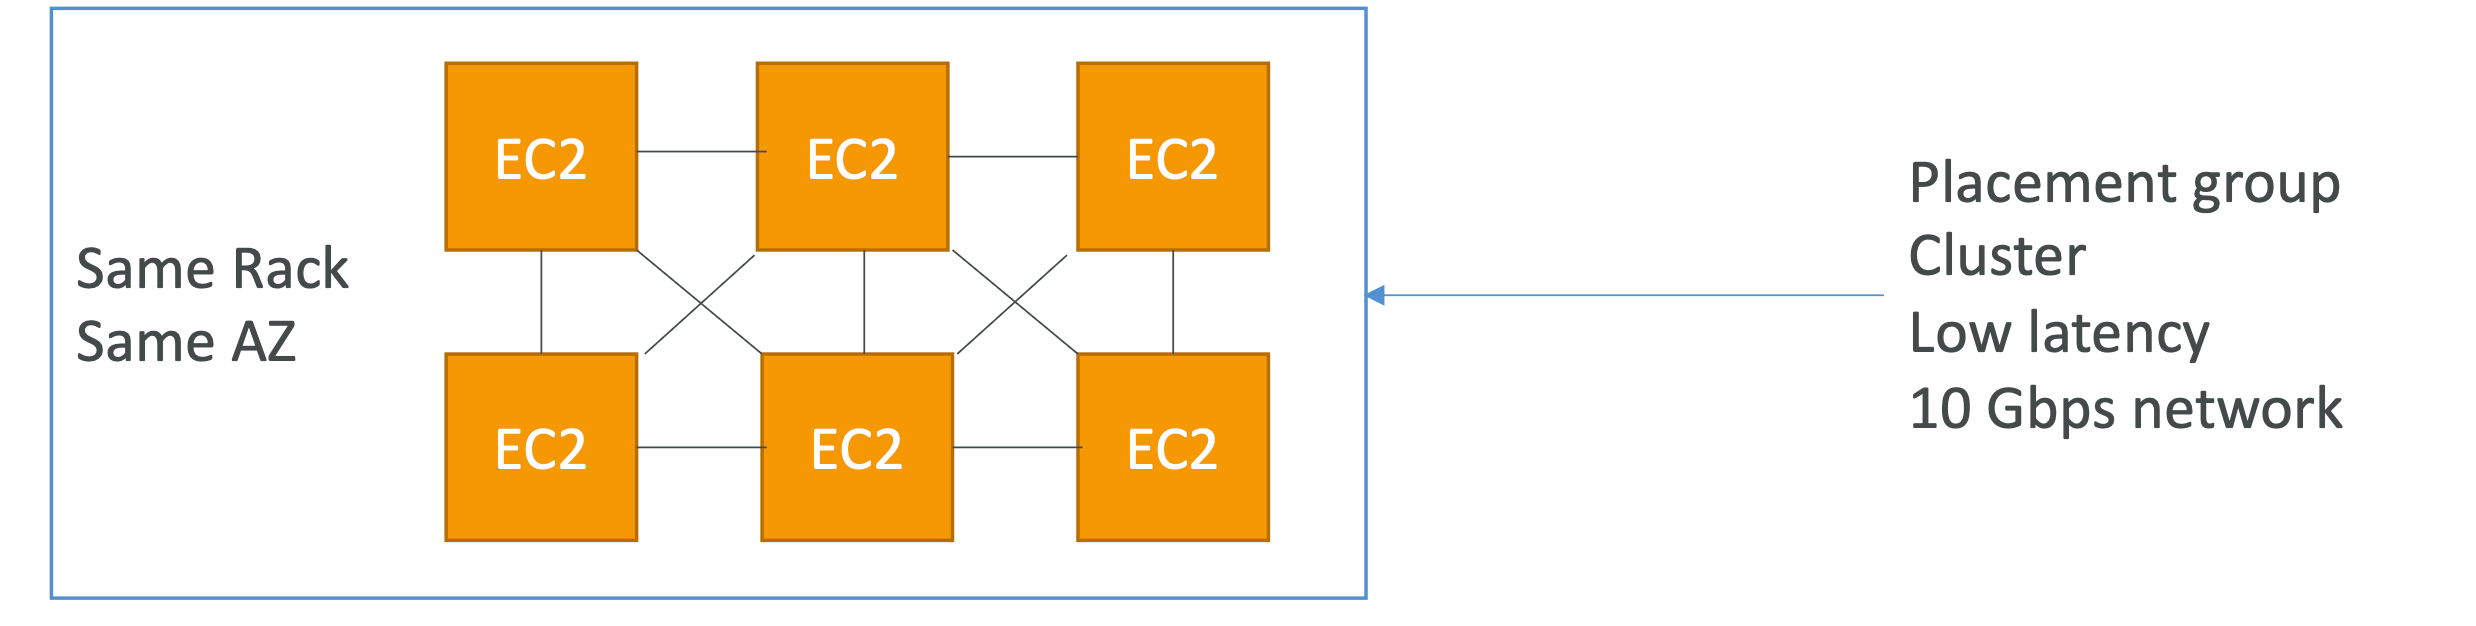 EC2
EC2
EC2
Same Rack
Same AZ
EC2
EC2
EC2
Placement group
Cluster
Low latency
10 Gbps network